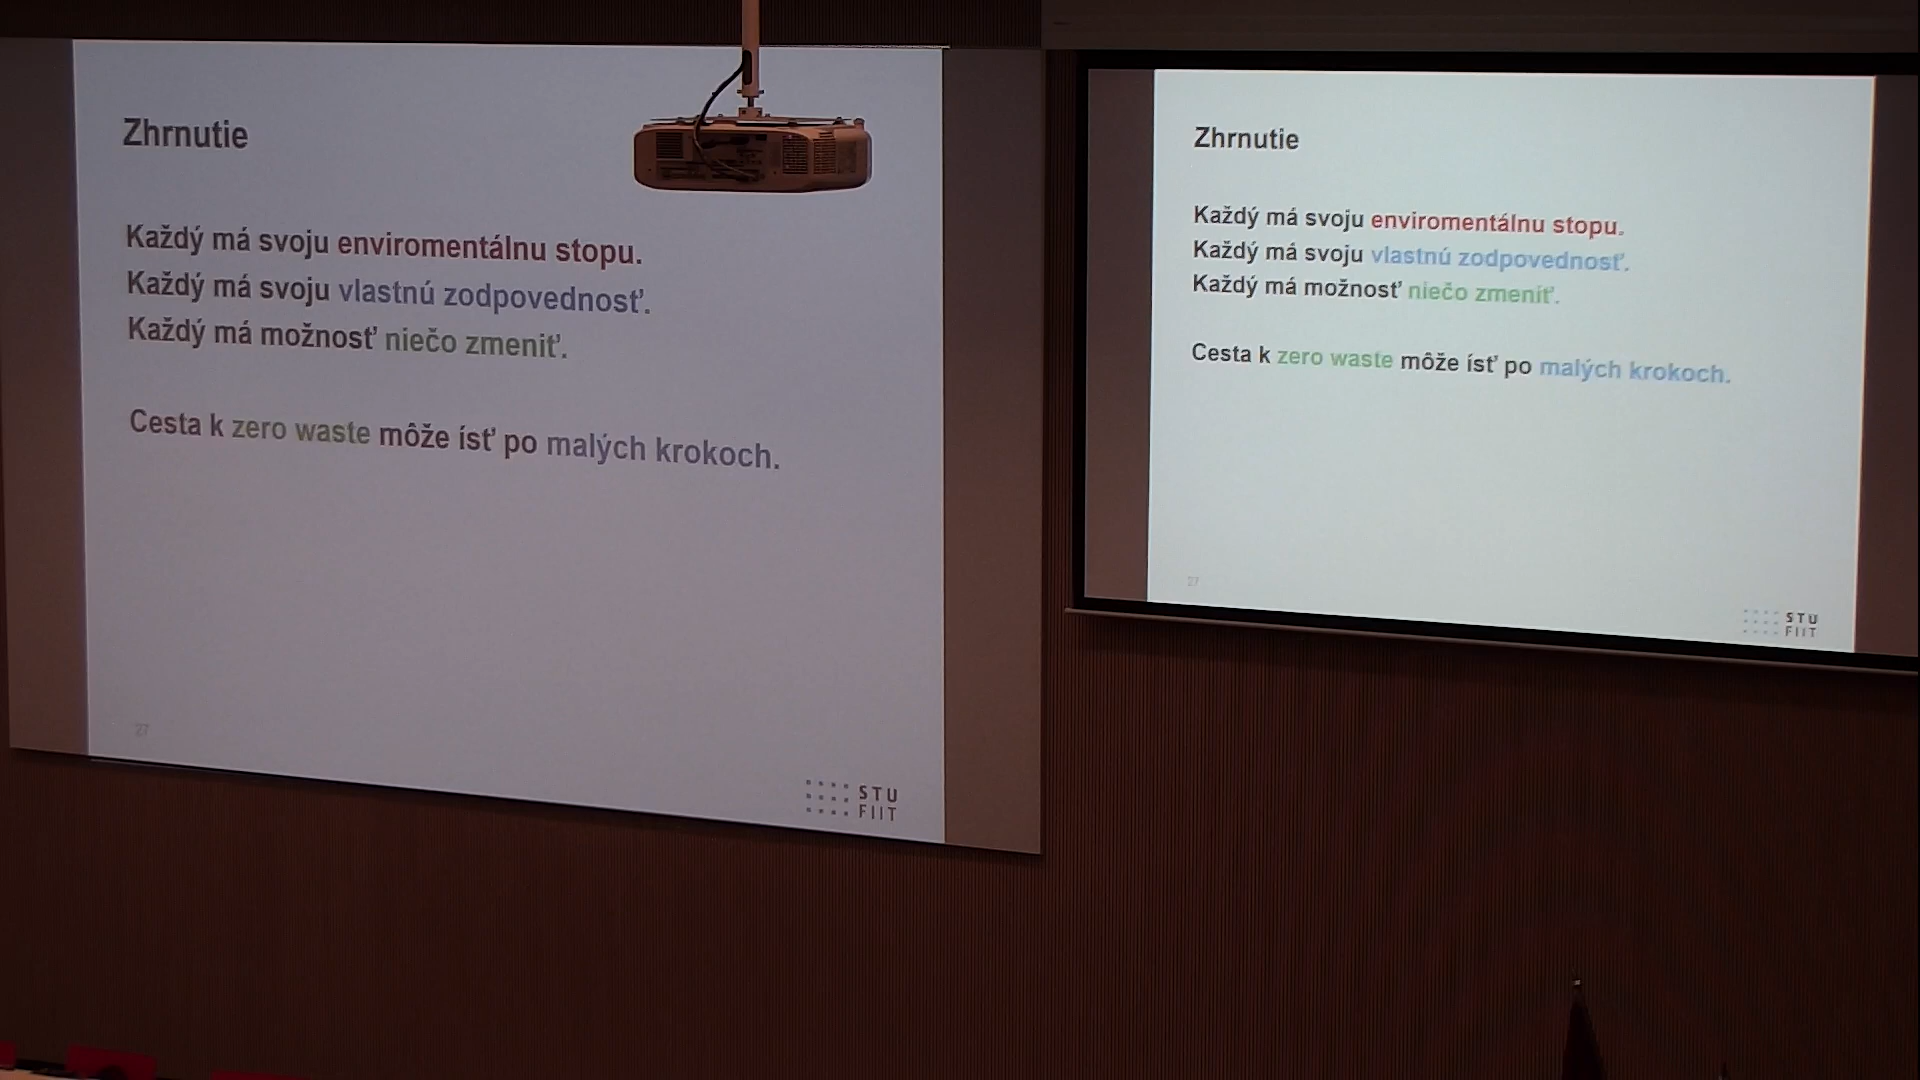 Zhrnutie
Každý má svoju enviromentálnu stopu.
Každý má svoju vlastnú zodpovednosť.
Každý má možnosť niečo zmeniť.
Cesta k zero waste môže ísť po malých krokoch.
27
STU
FIIT
Zhrnutie
Každý má svoju enviromentálnu stopu.
Každý má svoju vlastnú zodpovednosť.
Každý má možnosť niečo zmeniť.
Cesta k zero waste môže ísť po malých krokoch.
27
STU
FIIT